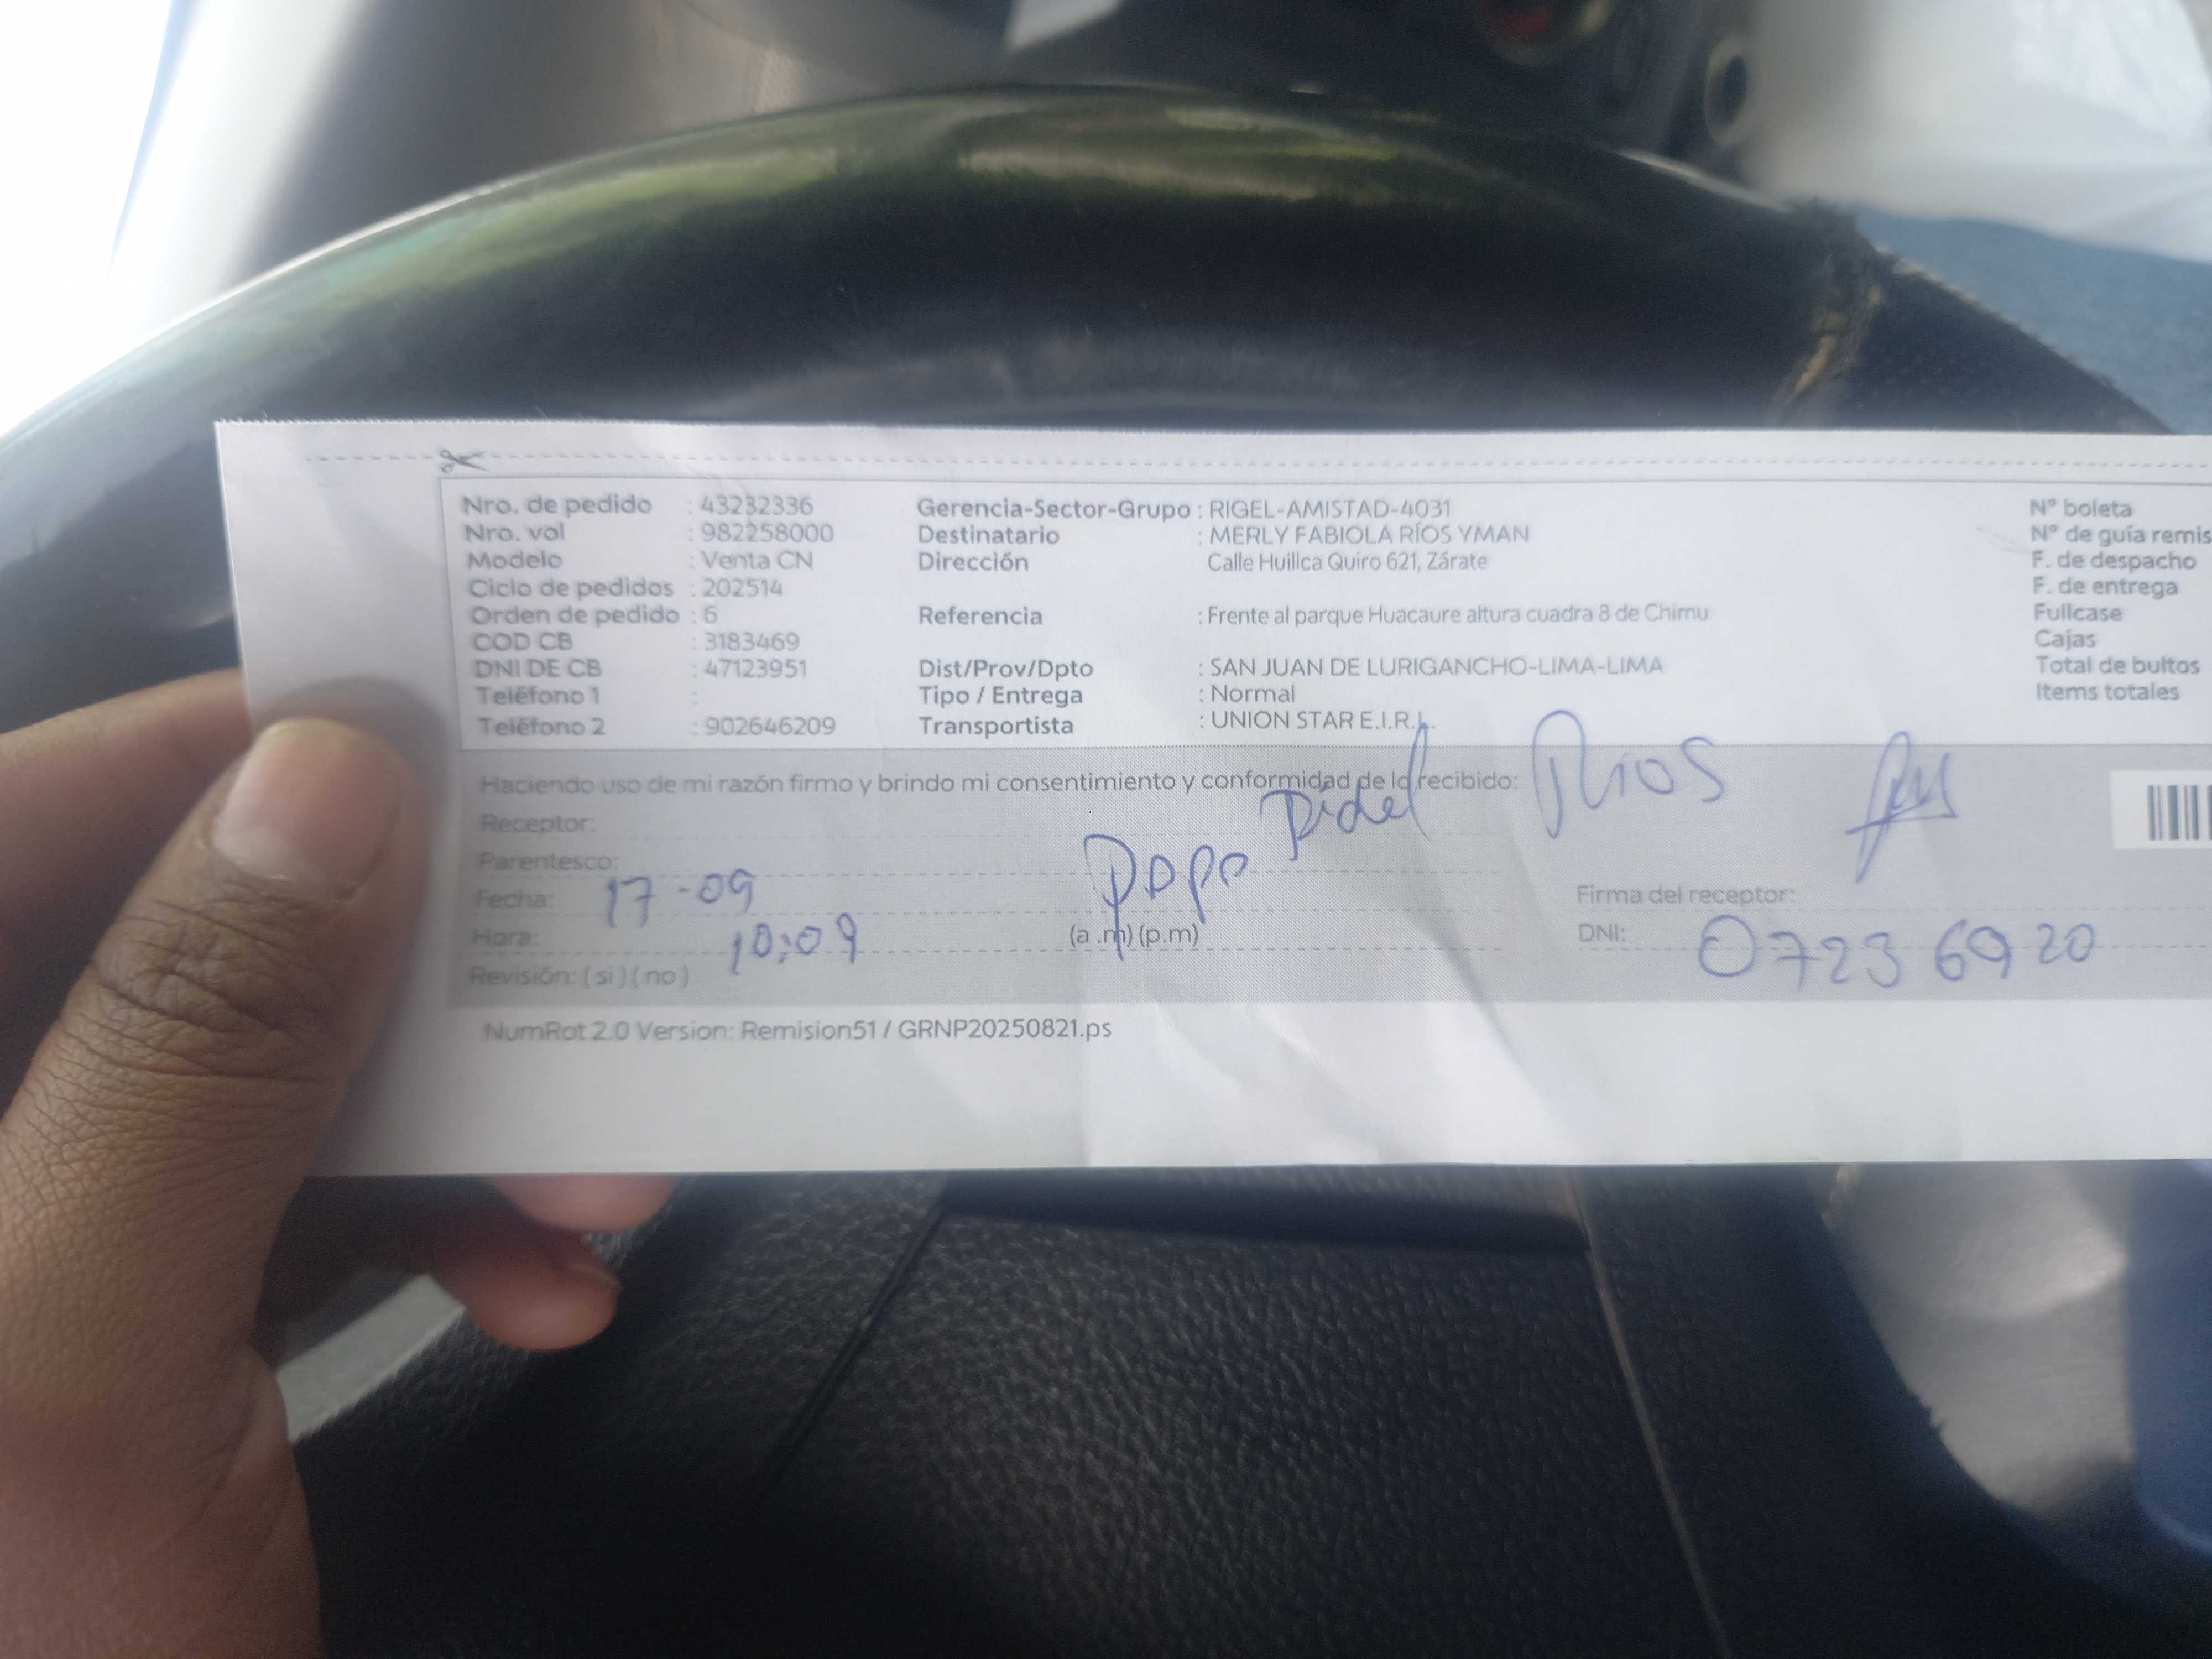 Nro. de pedido : 43232336 Gerencia-Sector-Grupo : RIGEL-AMISTAD-4031 N° boleta
Nro. vol : 982258000 Destinatario : MERLY FABIOLA RÍOS YMAN N° de guía remis
Modelo : Venta CN Dirección Calle Huillca Quiro 621, Zárate F. de despacho
Ciclo de pedidos : 202514 F. de entrega
Orden de pedido : 6 Referencia : Frente al parque Huacaure altura cuadra 8 de Chimu Fullcase
COD CB : 3183469 Cajas
DNI DE CB : 47123951 Dist/Prov/Dpto : SAN JUAN DE LURIGANCHO-LIMA-LIMA Total de bultos
Teléfono 1 : Tipo / Entrega : Normal Items totales
Teléfono 2 : 902646209 Transportista : UNION STAR E.I.R.L.
Haciendo uso de mi razón firmo y brindo mi consentimiento y conformidad de lo recibido:
Receptor: Ríos
Parentesco: Papa
Fecha: 17-09 Firma del receptor:
Hora: 10:09 (a .m) (p.m) DNI: 07236920
Revisión: ( si ) ( no )
NumRot 2.0 Version: Remision51 / GRNP20250821.ps